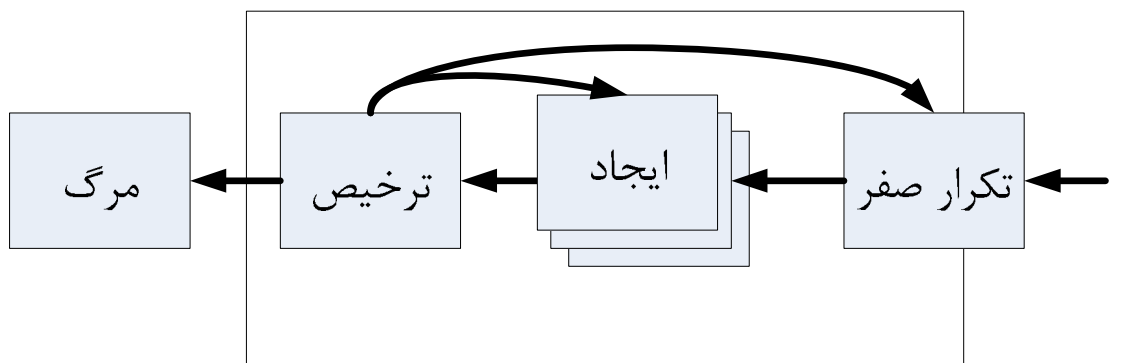 تکرار صفر
ایجاد
ترخیص
مرگ